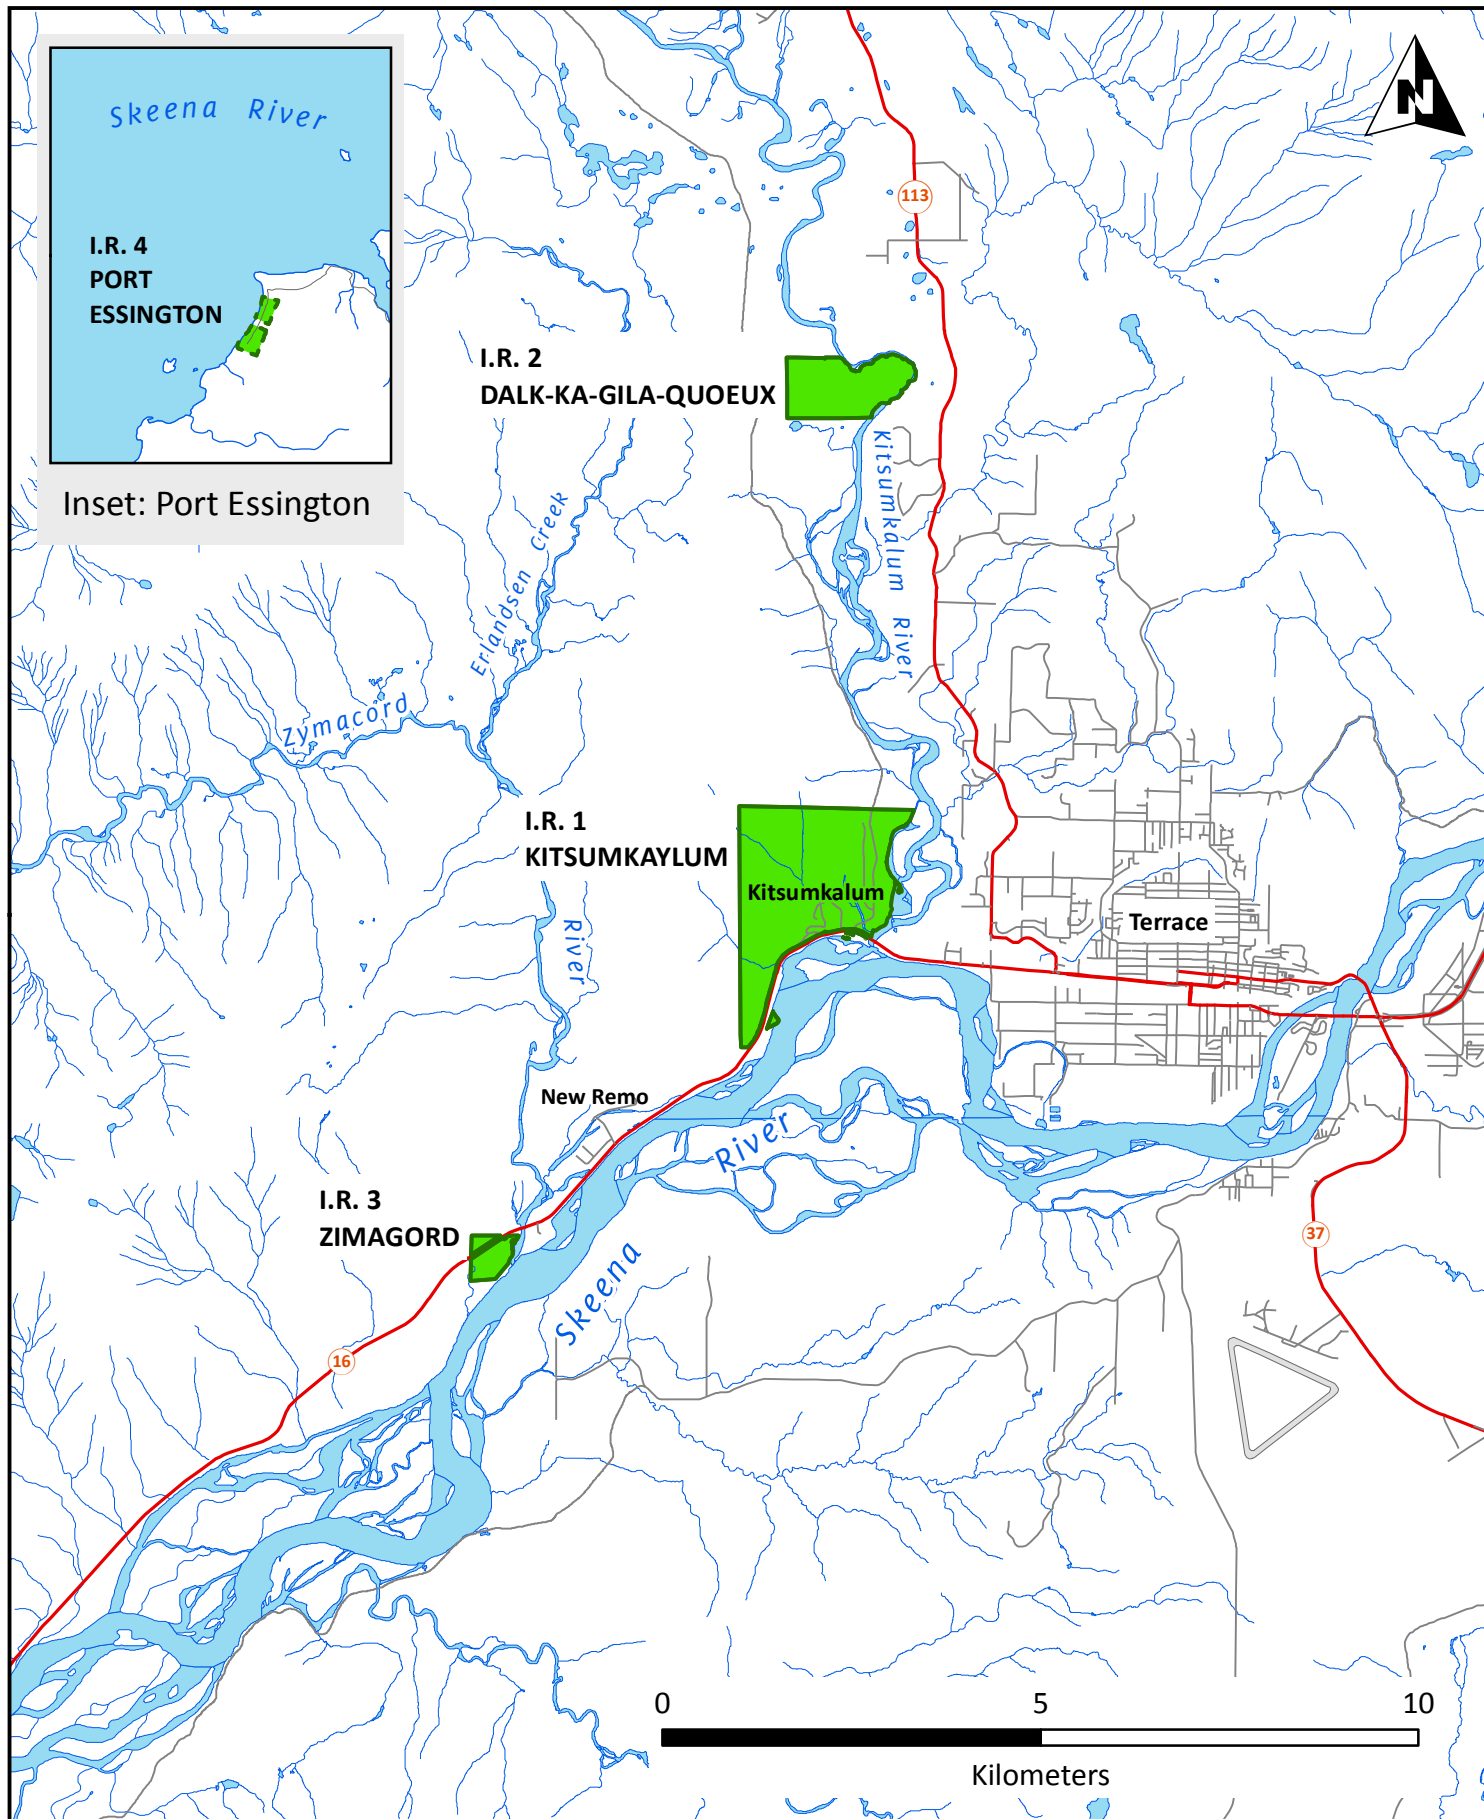 Skeena River
I.R. 4
PORT
ESSINGTON
Inset: Port Essington
N
113
I.R. 2
DALK-KA-GILA-QUOEUX
Kitsumkalum River
Erlandsen Creek
Zymacord
River
I.R. 1
KITSUMKAYLUM
Kitsumkalum
Terrace
New Remo
I.R. 3
ZIMAGORD
Skeena River
37
16
0 5 10
Kilometers